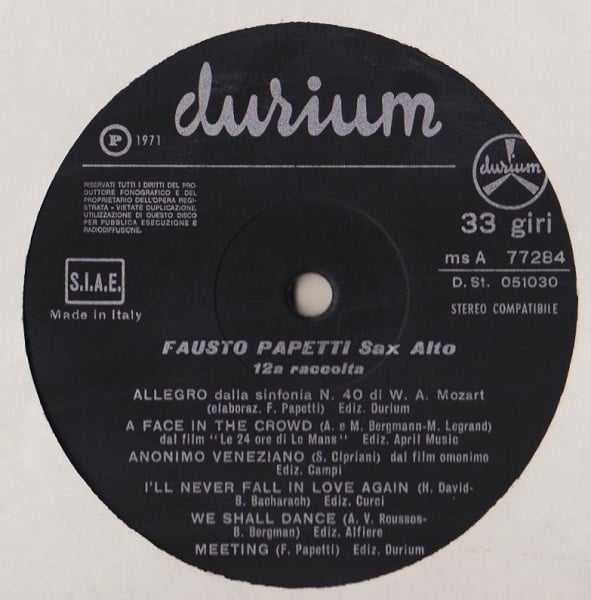 durium
P 1971
RISERVATI TUTTI I DIRITTI DEL PRO-
DUTTORE FONOGRAFICO E DEL
PROPRIETARIO DELL'OPERA REGI-
STRATA - VIETATE DUPLICAZIONE,
UTILIZZAZIONE DI QUESTO DISCO
PER PUBBLICA ESECUZIONE E
RADIODIFFUSIONE.
durium
33 giri
ms A 77284
D. St. 051030
STEREO COMPATIBILE
S.I.A.E.
Made in Italy
FAUSTO PAPETTI Sax Alto
12a raccolta
ALLEGRO dalla sinfonia N. 40 di W. A. Mozart
(elaboraz. F. Papetti) Ediz. Durium
A FACE IN THE CROWD (A. e M. Bergmann-M. Legrand)
dal film "Le 24 ore di Le Mans" Ediz. April Music
ANONIMO VENEZIANO (S. Cipriani) dal film omonimo
Ediz. Campi
I'LL NEVER FALL IN LOVE AGAIN (H. David-
B. Bacharach) Ediz. Curci
WE SHALL DANCE (A. V. Roussos-
B. Bergman) Ediz. Alfiere
MEETING (F. Papetti) Ediz. Durium